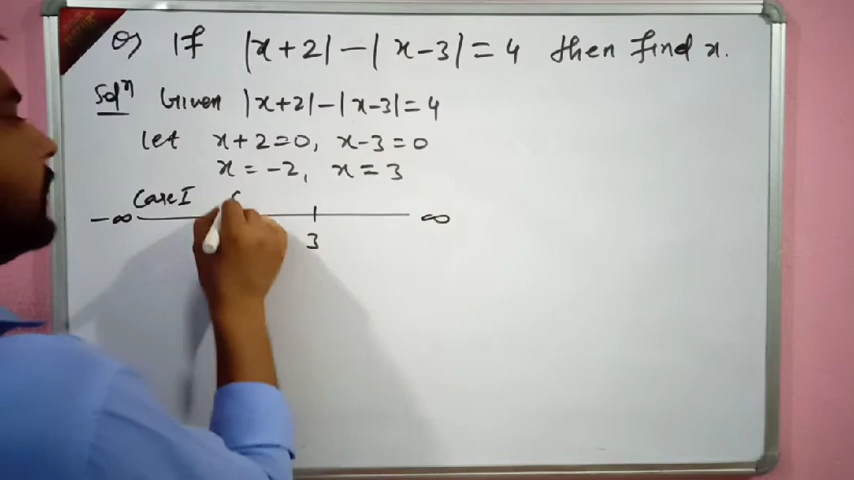 Q) If |x+2|-|x-3|=4 then find x.
Solⁿ Given |x+2|-|x-3|=4
let x+2=0, x-3=0
x=-2, x=3
Case I C
-∞ ∞
3